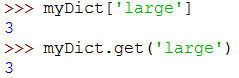 >>> myDict['large']
3
>>> myDict.get('large')
3